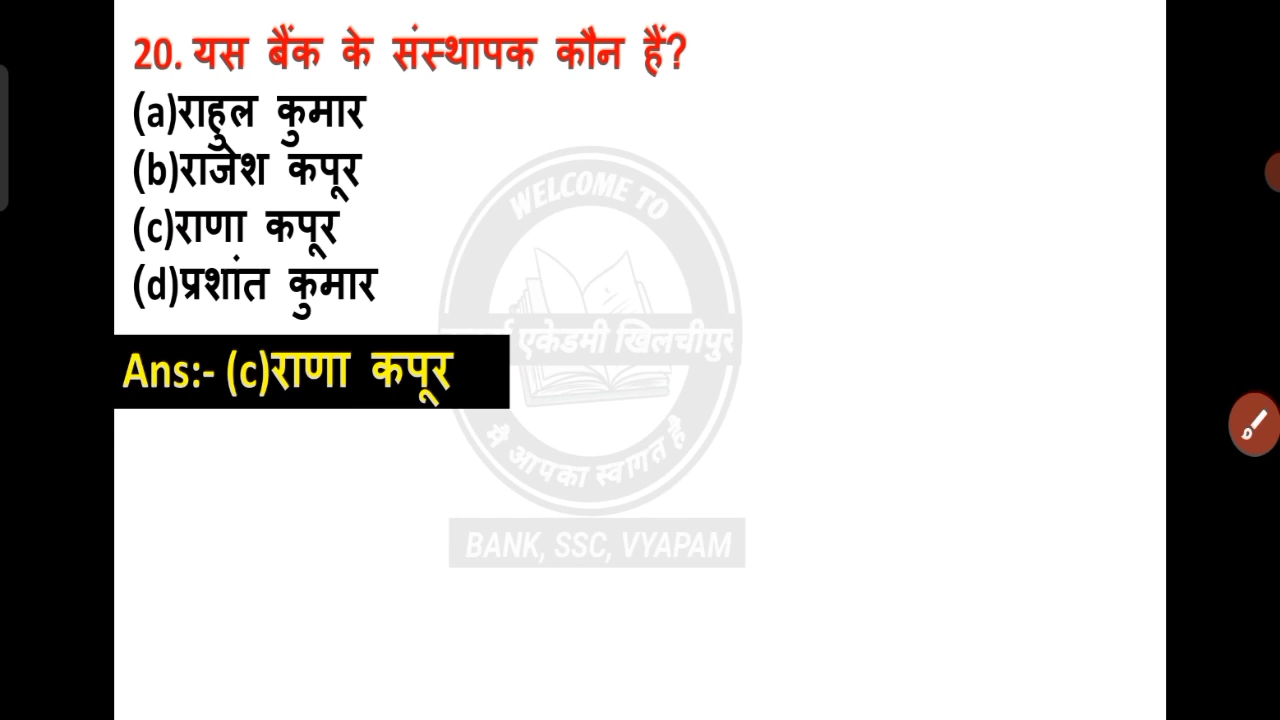 20. यस बैंक के संस्थापक कौन हैं?
(a)राहुल कुमार
(b)राजेश कपूर
(c)राणा कपूर
(d)प्रशांत कुमार
Ans:- (c)राणा कपूर
WELCOME TO
एकेडमी खिलचीपुर
मै आपका स्वागत है
BANK, SSC, VYAPAM